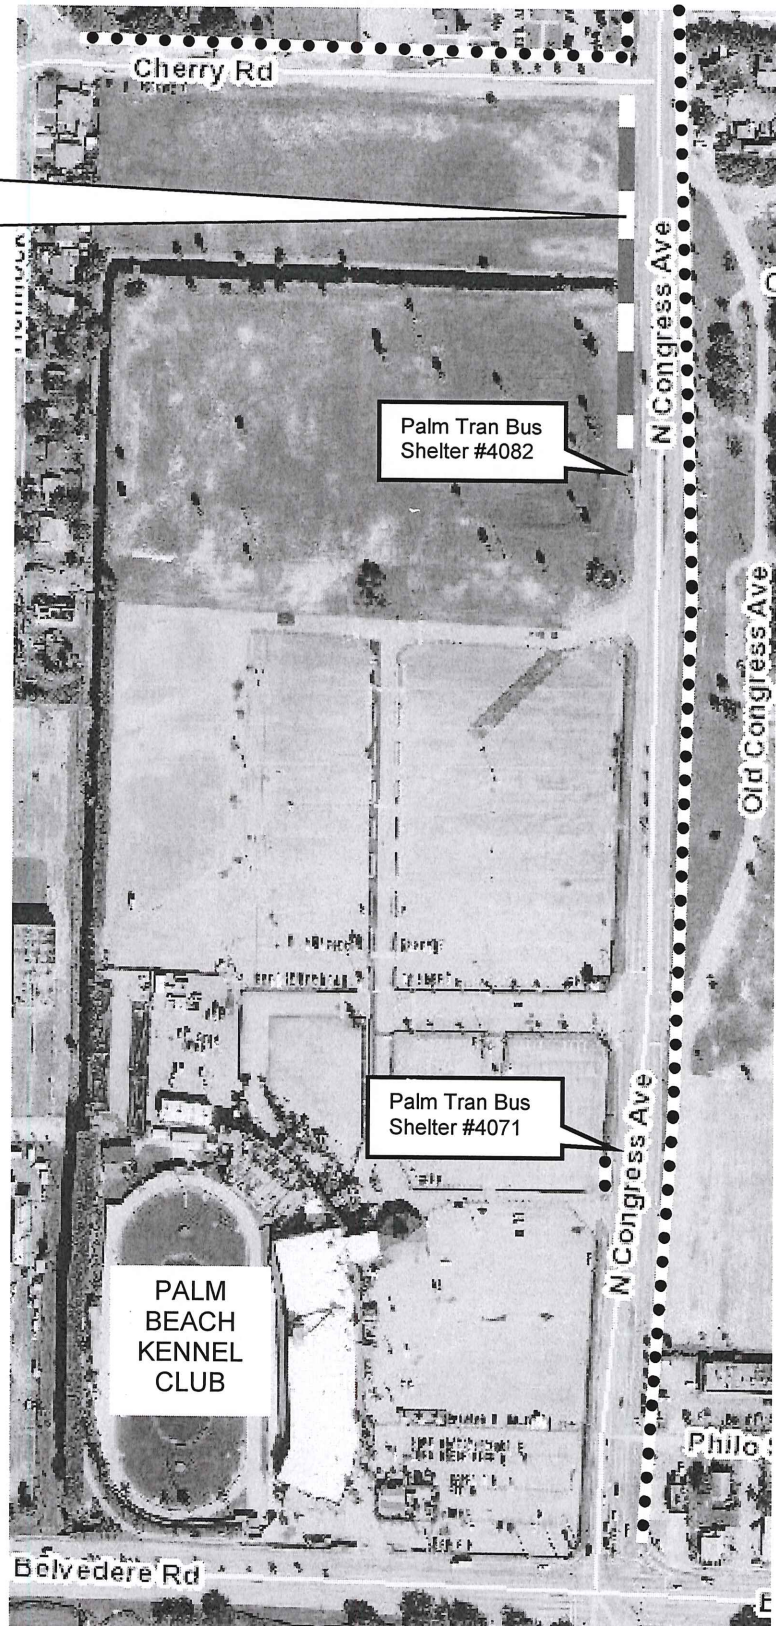 Cherry Rd
N Congress Ave
Palm Tran Bus
Shelter #4082
Old Congress Ave
Palm Tran Bus
Shelter #4071
N Congress Ave
PALM
BEACH
KENNEL
CLUB
Philo
Belvedere Rd